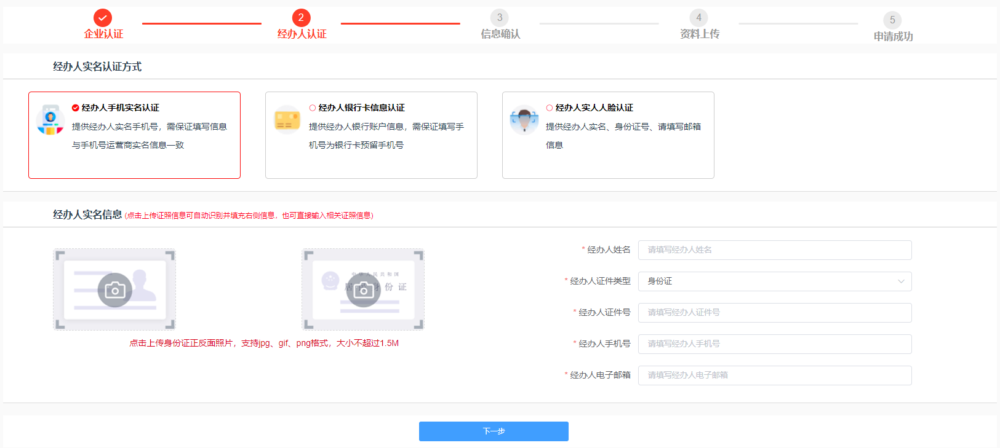 2 3 4 5
企业认证 经办人认证 信息确认 资料上传 申请成功
经办人实名认证方式
经办人手机实名认证
提供经办人实名手机号，需保证填写信息
与手机号运营商实名信息一致
经办人银行卡信息认证
提供经办人银行账户信息，需保证填写手
机号为银行卡预留手机号
经办人实人人脸认证
提供经办人实名、身份证号、请填写邮箱
信息
经办人实名信息 (点击上传证照信息可自动识别并填充右侧信息，也可直接输入相关证照信息)
中华人民共和国
居民身份证
点击上传身份证正反面照片，支持jpg、gif、png格式，大小不超过1.5M
* 经办人姓名 请填写经办人姓名
* 经办人证件类型 身份证
* 经办人证件号 请填写经办人证件号
* 经办人手机号 请填写经办人手机号
* 经办人电子邮箱 请填写经办人电子邮箱
下一步